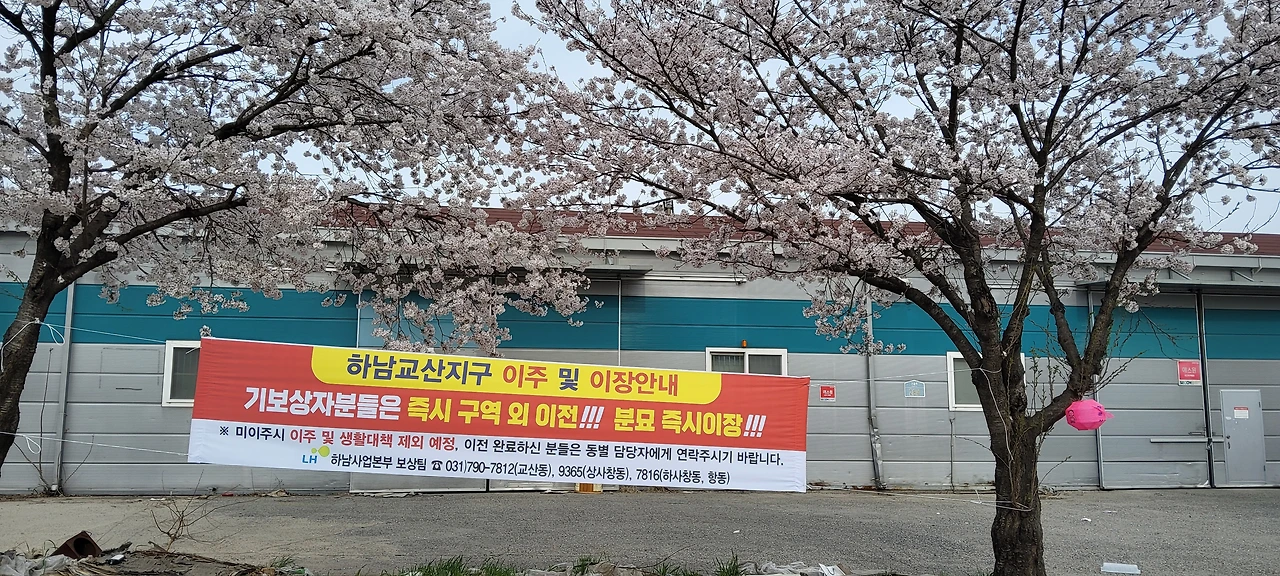 하남교산지구 이주 및 이장안내
기보상자분들은 즉시 구역 외 이전!!! 분묘 즉시이장!!!
※ 미이주시 이주 및 생활대책 제외 예정, 이전 완료하신 분들은 동별 담당자에게 연락주시기 바랍니다.
LH 하남사업본부 보상팀 ☎ 031)790-7812(교산동), 9365(상사창동), 7816(하사창동, 항동)